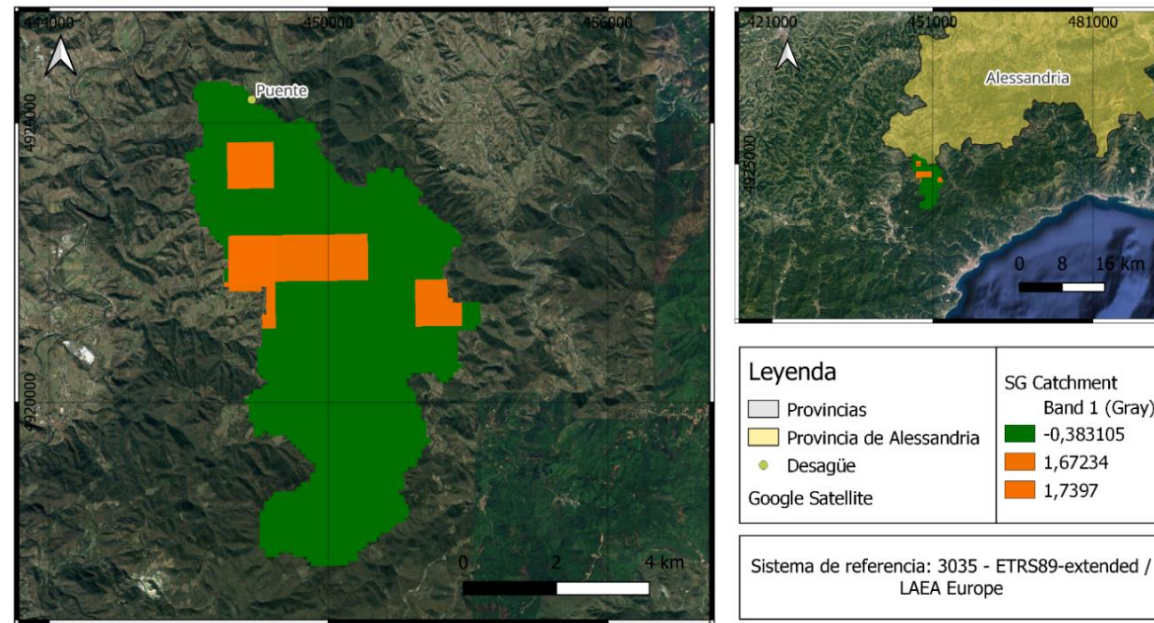 444000
450000
456000
4926000
4920000
Puente
0 2 4 km
421000
451000
481000
4925000
Alessandria
0 8 16 km
Leyenda
Provincias
Provincia de Alessandria
Desagüe
Google Satellite
SG Catchment
Band 1 (Gray)
-0,383105
1,67234
1,7397
Sistema de referencia: 3035 - ETRS89-extended /
LAEA Europe